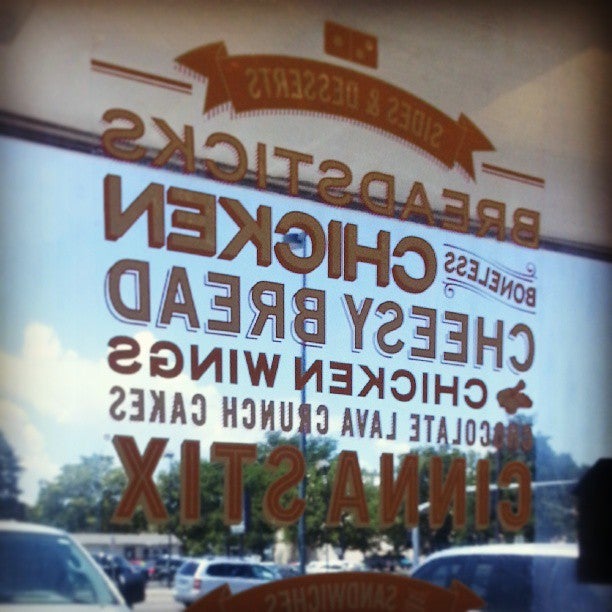 SIDES & DESSERTS
BREADSTICKS
BONELESS
CHICKEN
CHEESY BREAD
CHICKEN WINGS
CHOCOLATE LAVA CRUNCH CAKES
CINNA STIX
SANDWICHES